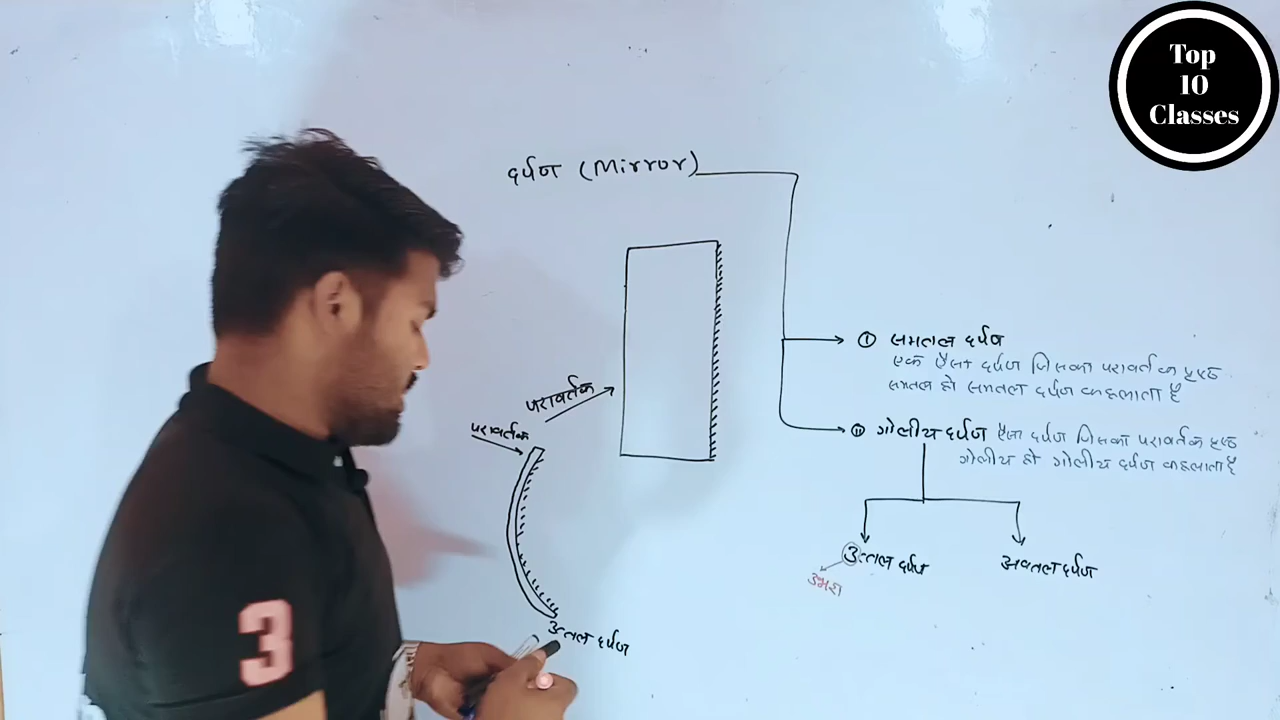 Top
10
Classes
दर्पण (Mirror)
① समतल दर्पण
एक ऐसा दर्पण जिसका परावर्तक पृष्ठ
समतल हो समतल दर्पण कहलाता है
परावर्तक
परावर्तक
② गोलीय दर्पण ऐसा दर्पण जिसका परावर्तक पृष्ठ
गोलीय हो गोलीय दर्पण कहलाता है
उत्तल दर्पण
अवतल दर्पण
उभरा
उत्तल दर्पण
3